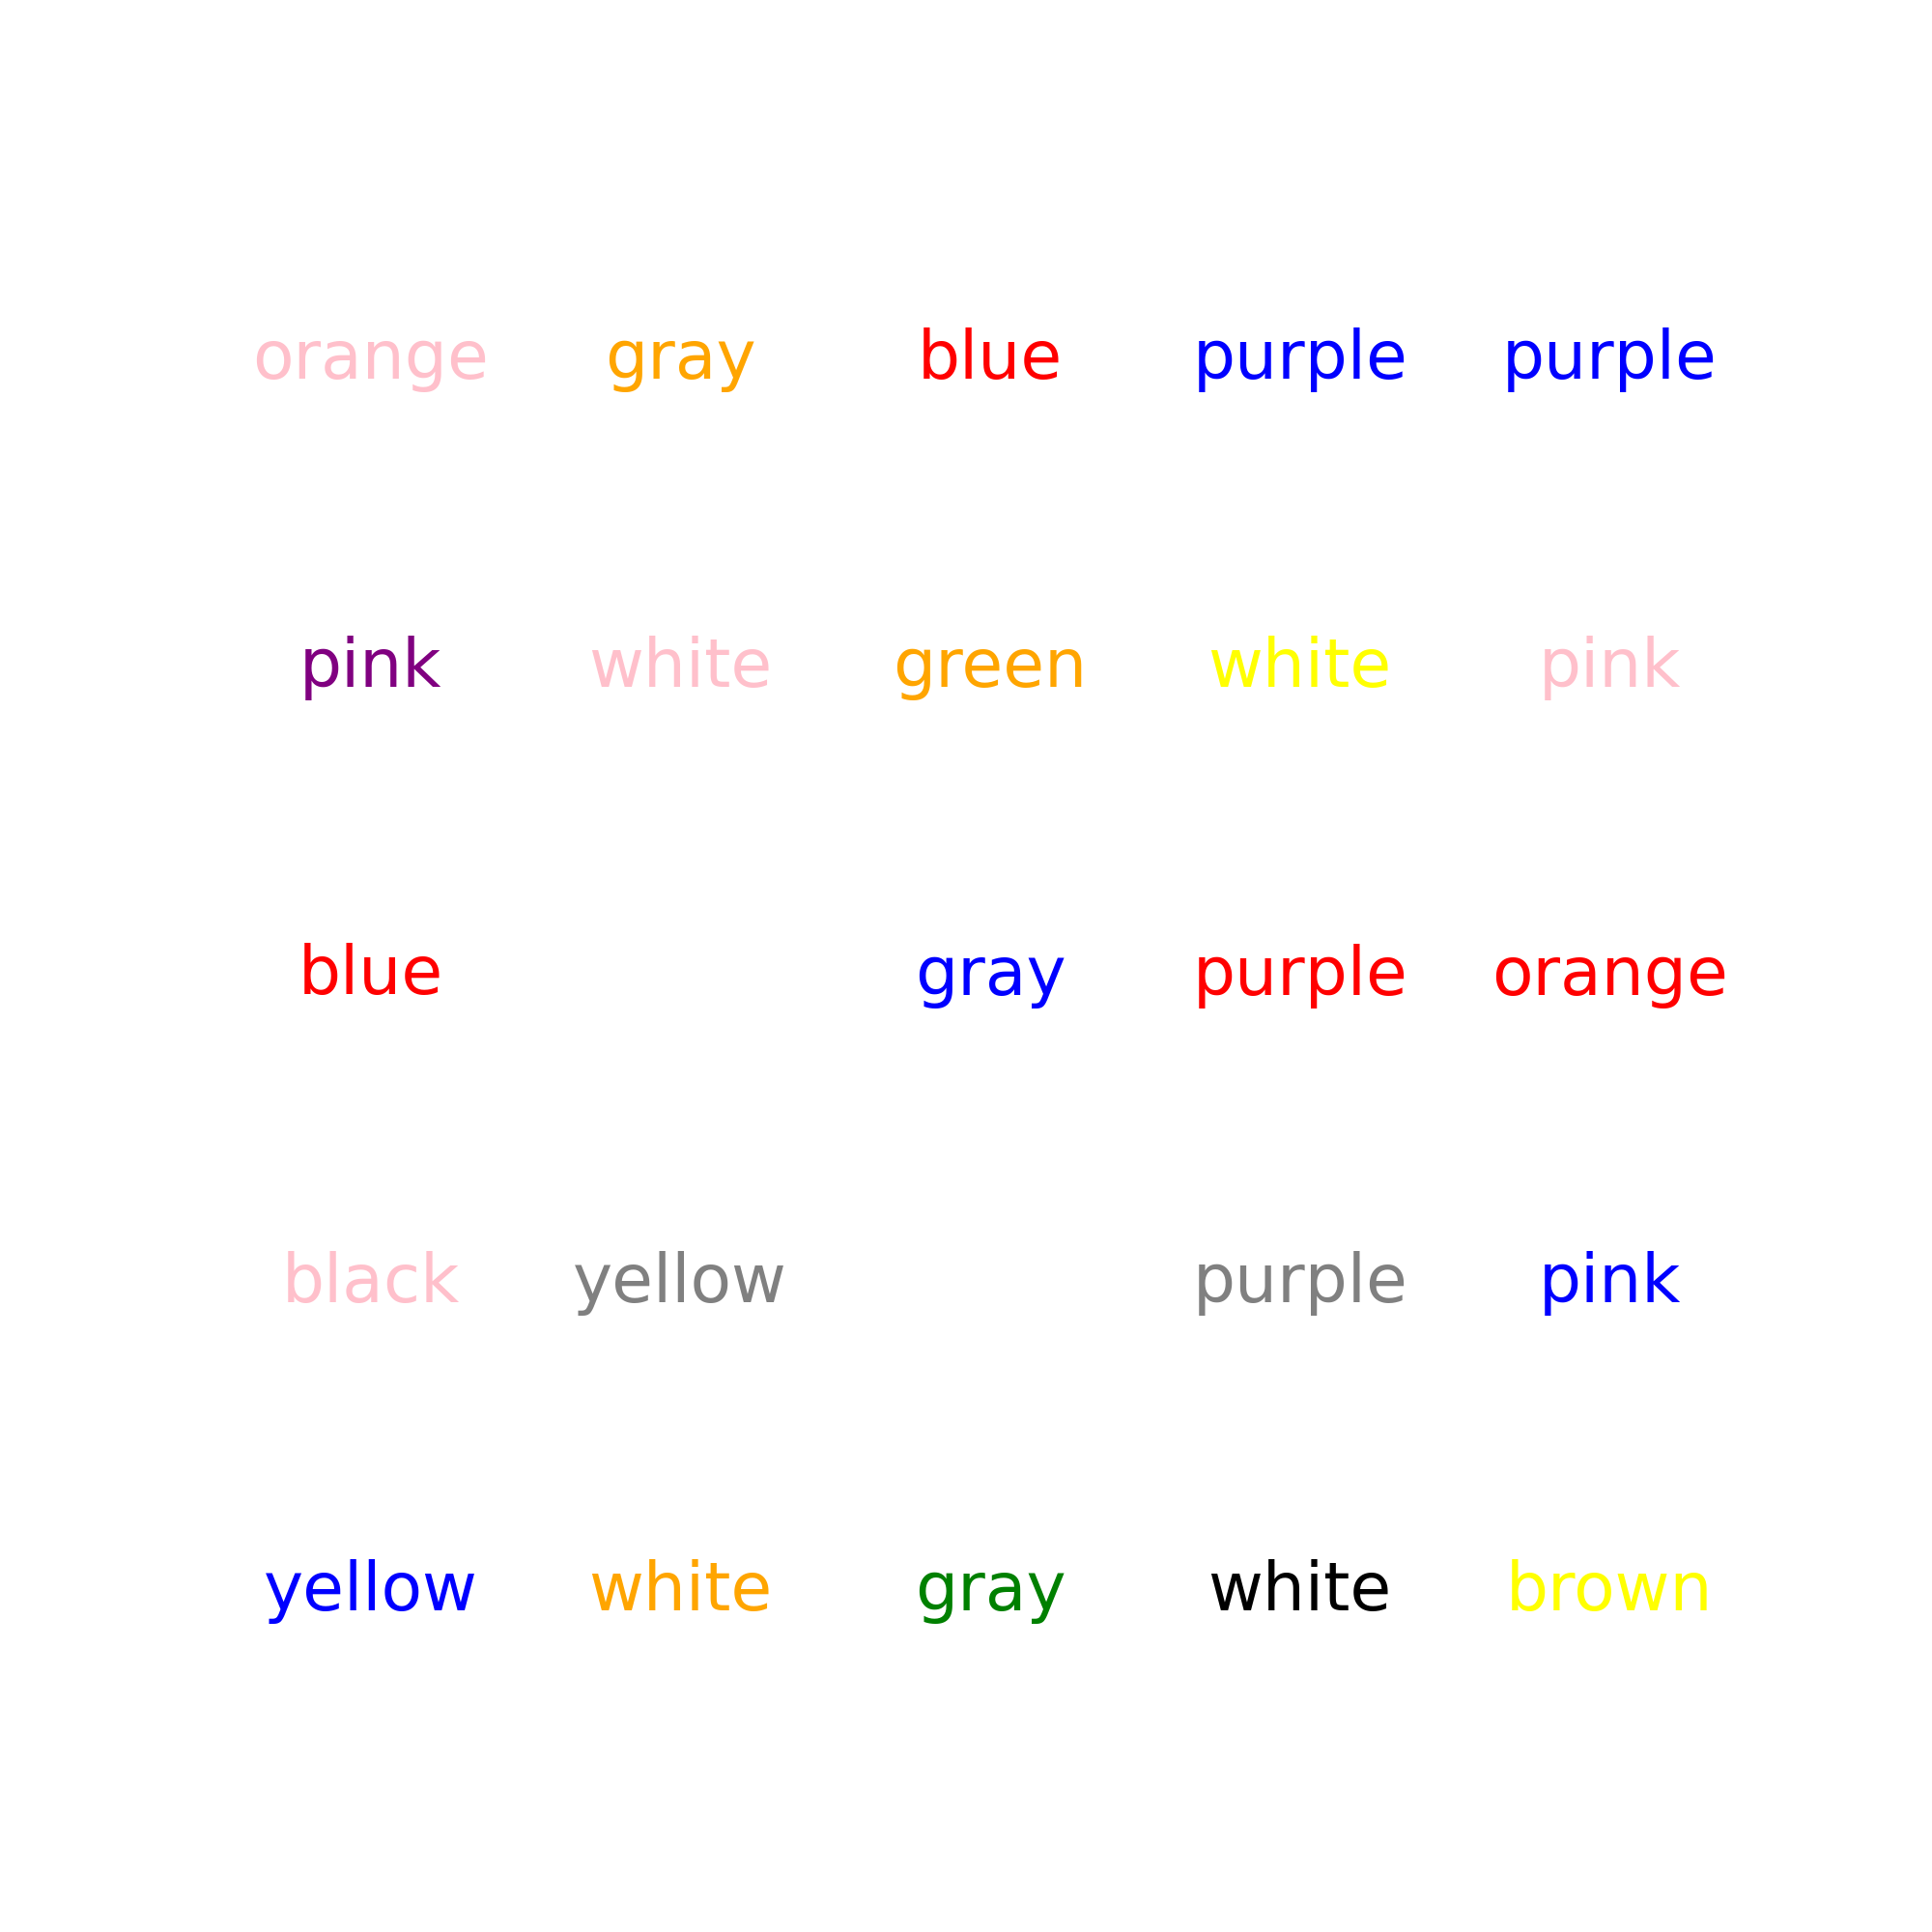 orange gray blue purple purple
pink white green white pink
blue gray purple orange
black yellow purple pink
yellow white gray white brown